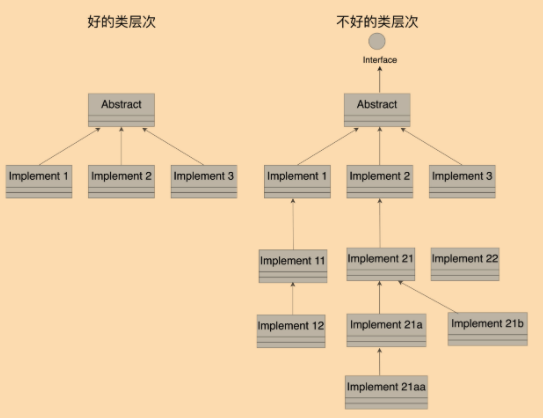 好的类层次
不好的类层次
Interface
Abstract
Abstract
Implement 1
Implement 2
Implement 3
Implement 1
Implement 2
Implement 3
Implement 11
Implement 21
Implement 22
Implement 12
Implement 21a
Implement 21b
Implement 21aa